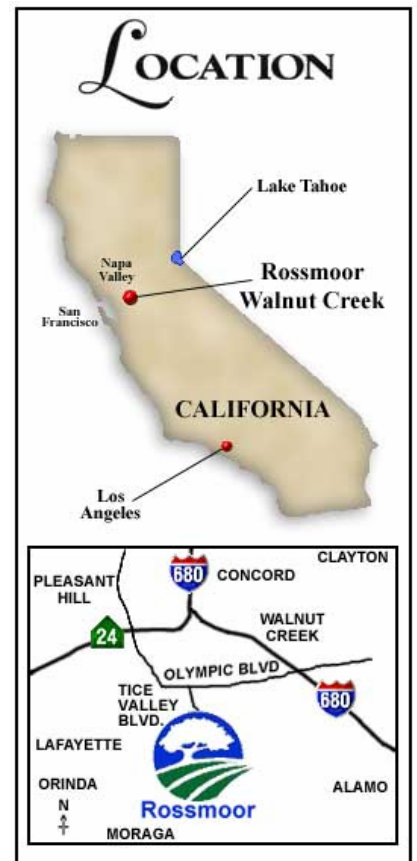 LOCATION
Lake Tahoe
Napa
Valley
Rossmoor
Walnut Creek
San
Francisco
CALIFORNIA
Los
Angeles
CLAYTON
680
CONCORD
PLEASANT
HILL
WALNUT
CREEK
24
OLYMPIC BLVD
TICE
VALLEY
BLVD.
680
LAFAYETTE
ORINDA
ALAMO
Rossmoor
N
MORAGA